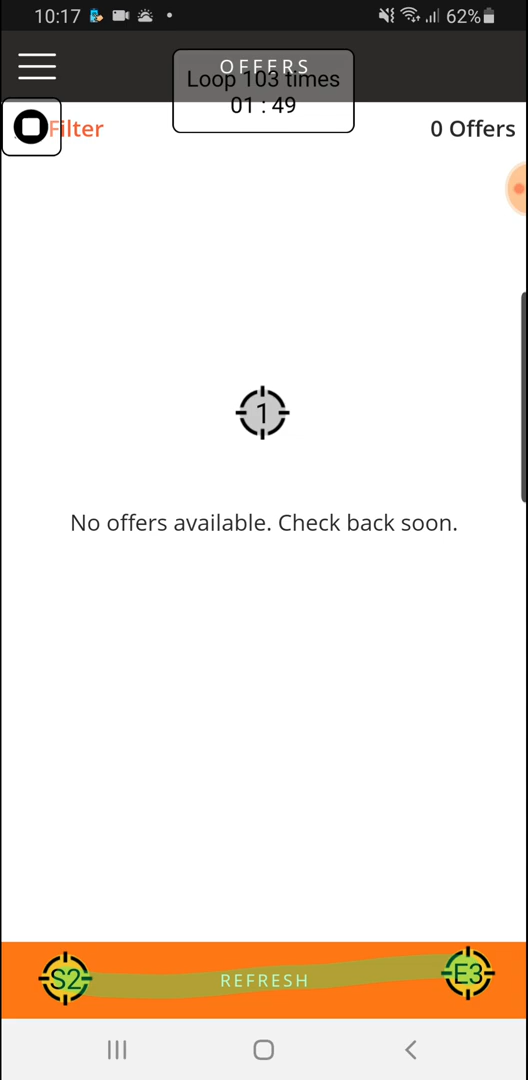 10:17
62%
OFFERS
Loop 103 times
01 : 49
Filter
0 Offers
1
No offers available. Check back soon.
S2
REFRESH
E3